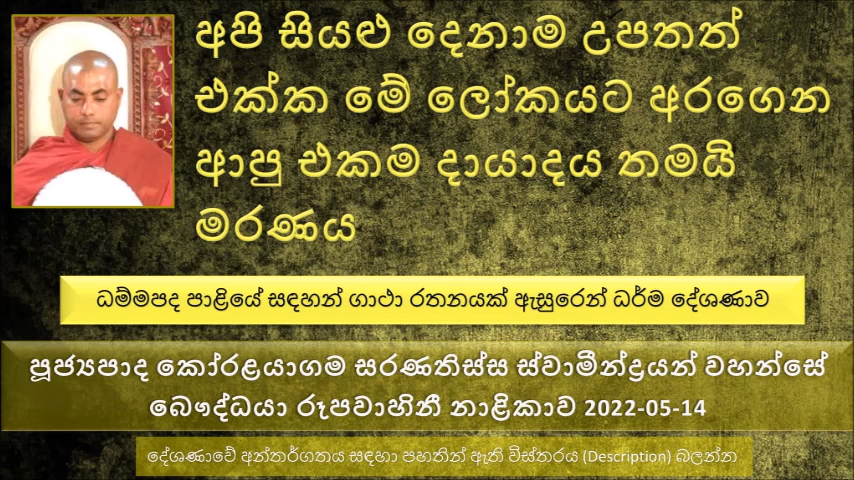 අපි සියළු දෙනාම උපතත්
එක්ක මේ ලෝකයට අරගෙන
ආපු එකම දායාදය තමයි
මරණය
ධම්මපද පාළියේ සඳහන් ගාථා රතනයක් ඇසුරෙන් ධර්ම දේශණාව
පූජ්‍යපාද කෝරළයාගම සරණතිස්ස ස්වාමීන්ද්‍රයන් වහන්සේ
බෞද්ධයා රූපවාහිනී නාළිකාව 2022-05-14
දේශණාවේ අන්තර්ගතය සඳහා පහතින් ඇති විස්තරය (Description) බලන්න